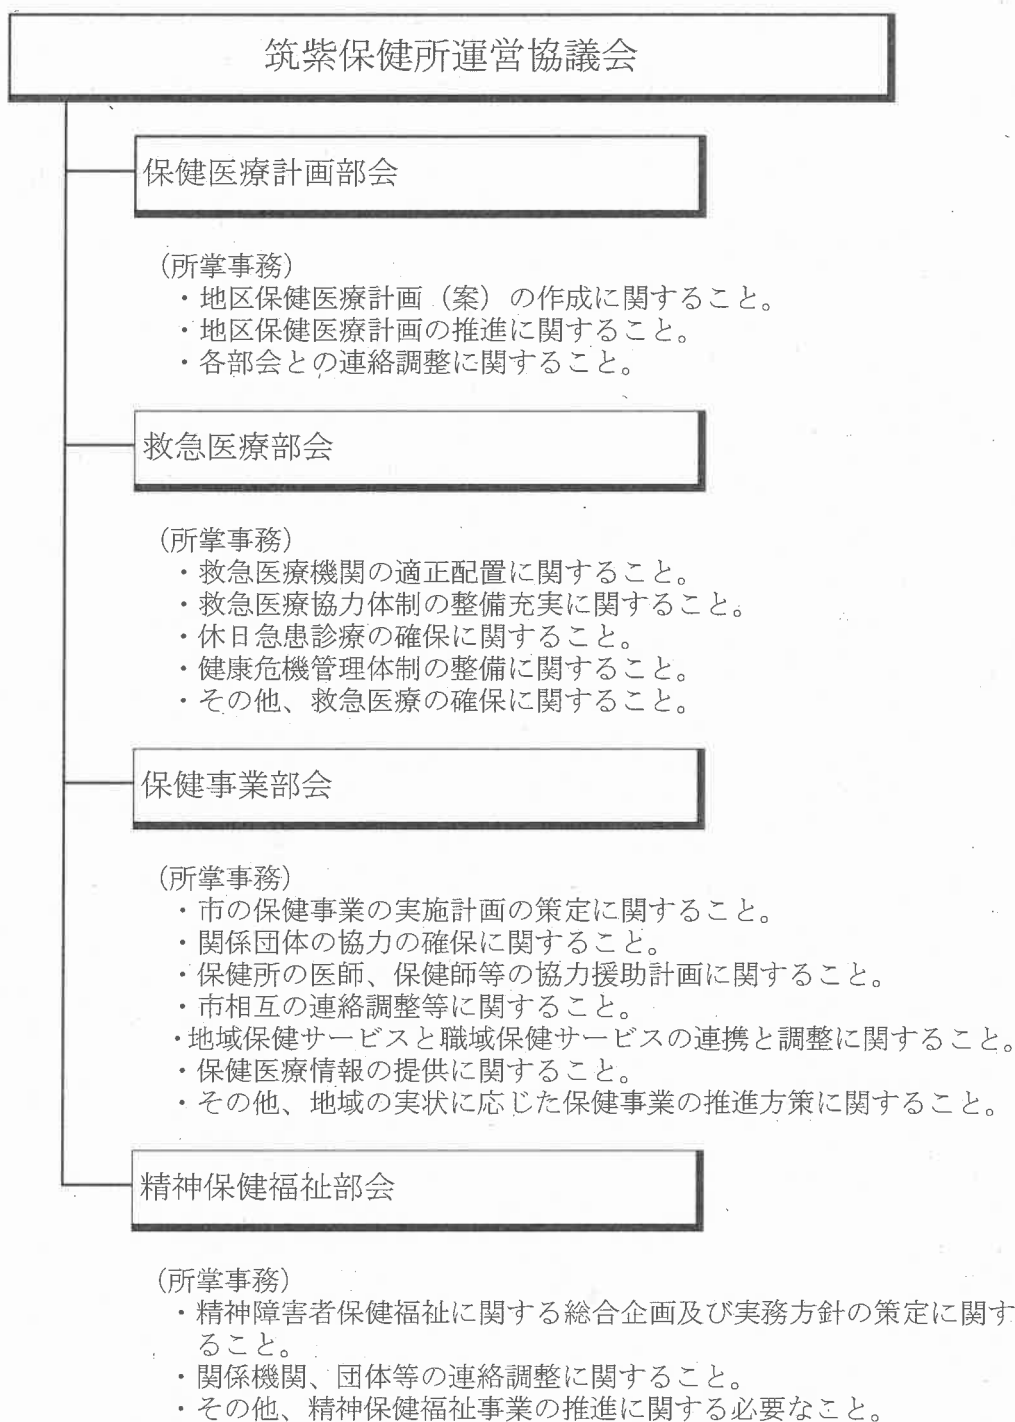 筑紫保健所運営協議会
保健医療計画部会
（所掌事務）
・地区保健医療計画（案）の作成に関すること。
・地区保健医療計画の推進に関すること。
・各部会との連絡調整に関すること。
救急医療部会
（所掌事務）
・救急医療機関の適正配置に関すること。
・救急医療協力体制の整備充実に関すること。
・休日急患診療の確保に関すること。
・健康危機管理体制の整備に関すること。
・その他、救急医療の確保に関すること。
保健事業部会
（所掌事務）
・市の保健事業の実施計画の策定に関すること。
・関係団体の協力の確保に関すること。
・保健所の医師、保健師等の協力援助計画に関すること。
・市相互の連絡調整等に関すること。
・地域保健サービスと職域保健サービスの連携と調整に関すること。
・保健医療情報の提供に関すること。
・その他、地域の実状に応じた保健事業の推進方策に関すること。
精神保健福祉部会
（所掌事務）
・精神障害者保健福祉に関する総合企画及び実務方針の策定に関す
ること。
・関係機関、団体等の連絡調整に関すること。
・その他、精神保健福祉事業の推進に関する必要なこと。